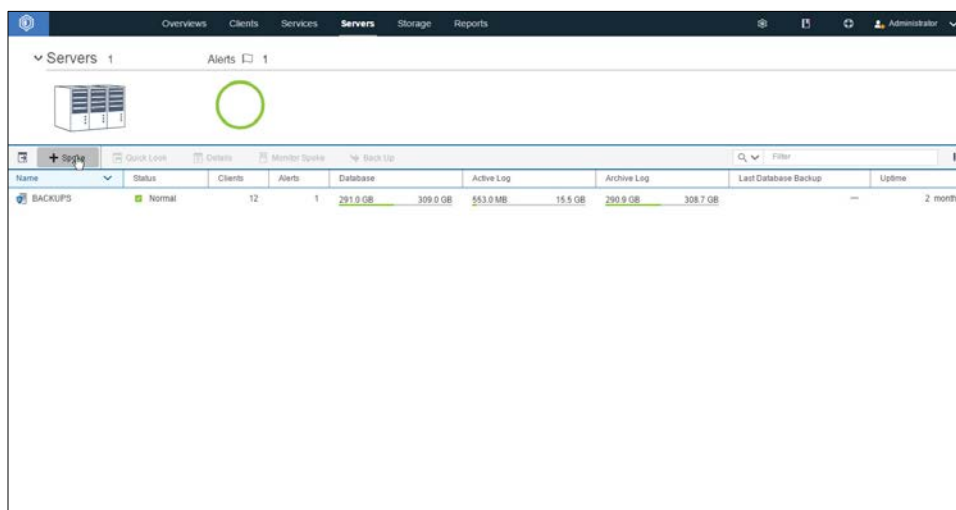 Overviews Clients Services Servers Storage Reports Administrator
Servers 1 Alerts 1
+ Spoke Quick Look Details Monitor Spoke Back Up Filter
Name Status Clients Alerts Database Active Log Archive Log Last Database Backup Uptime
BACKUPS Normal 12 1 291.0 GB 309.0 GB 553.0 MB 15.5 GB 290.9 GB 308.7 GB — 2 month